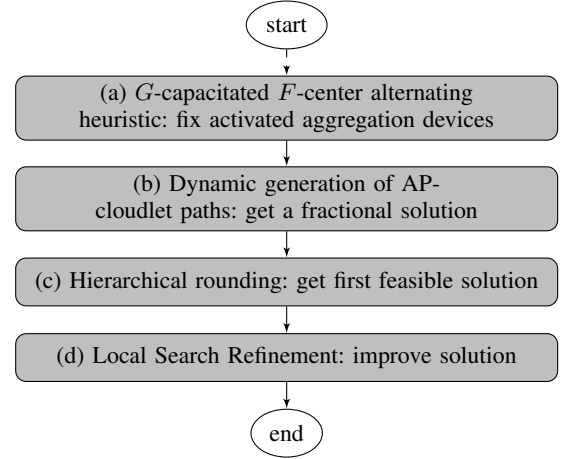 start
(a) G-capacitated F-center alternating
heuristic: fix activated aggregation devices
(b) Dynamic generation of AP-
cloudlet paths: get a fractional solution
(c) Hierarchical rounding: get first feasible solution
(d) Local Search Refinement: improve solution
end